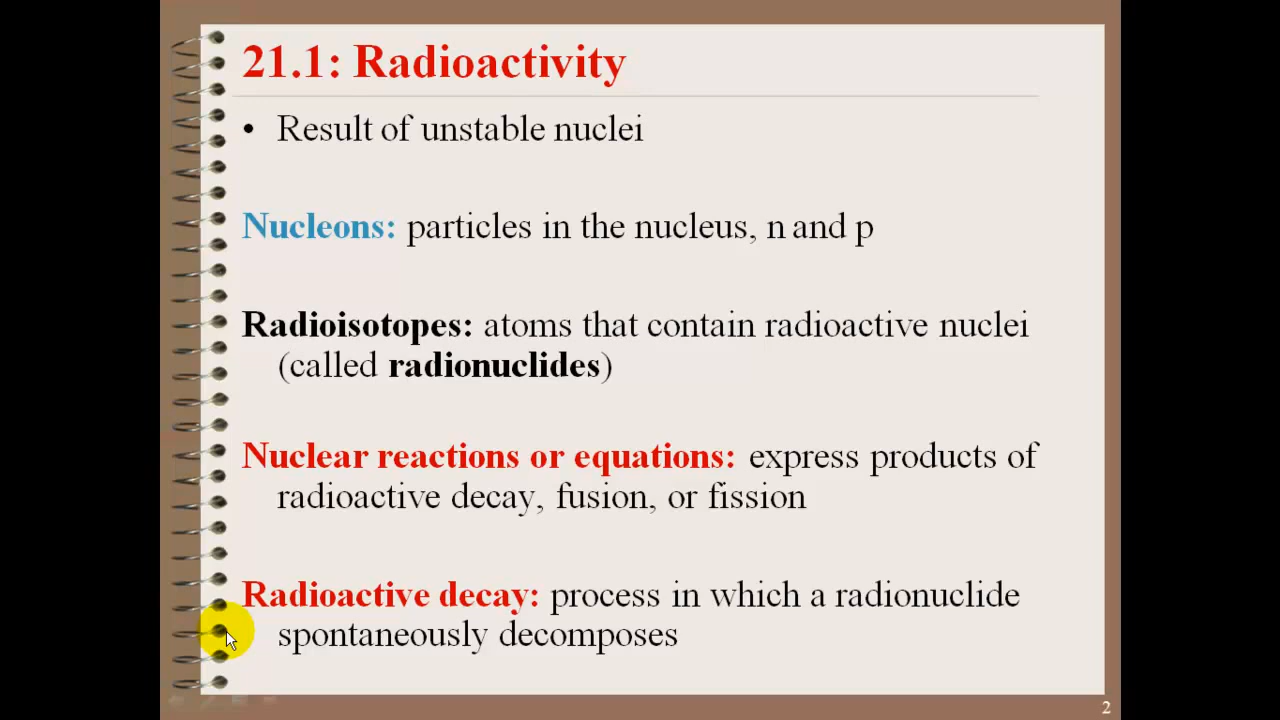 21.1: Radioactivity
• Result of unstable nuclei
Nucleons: particles in the nucleus, n and p
Radioisotopes: atoms that contain radioactive nuclei
(called radionuclides)
Nuclear reactions or equations: express products of
radioactive decay, fusion, or fission
Radioactive decay: process in which a radionuclide
spontaneously decomposes
2